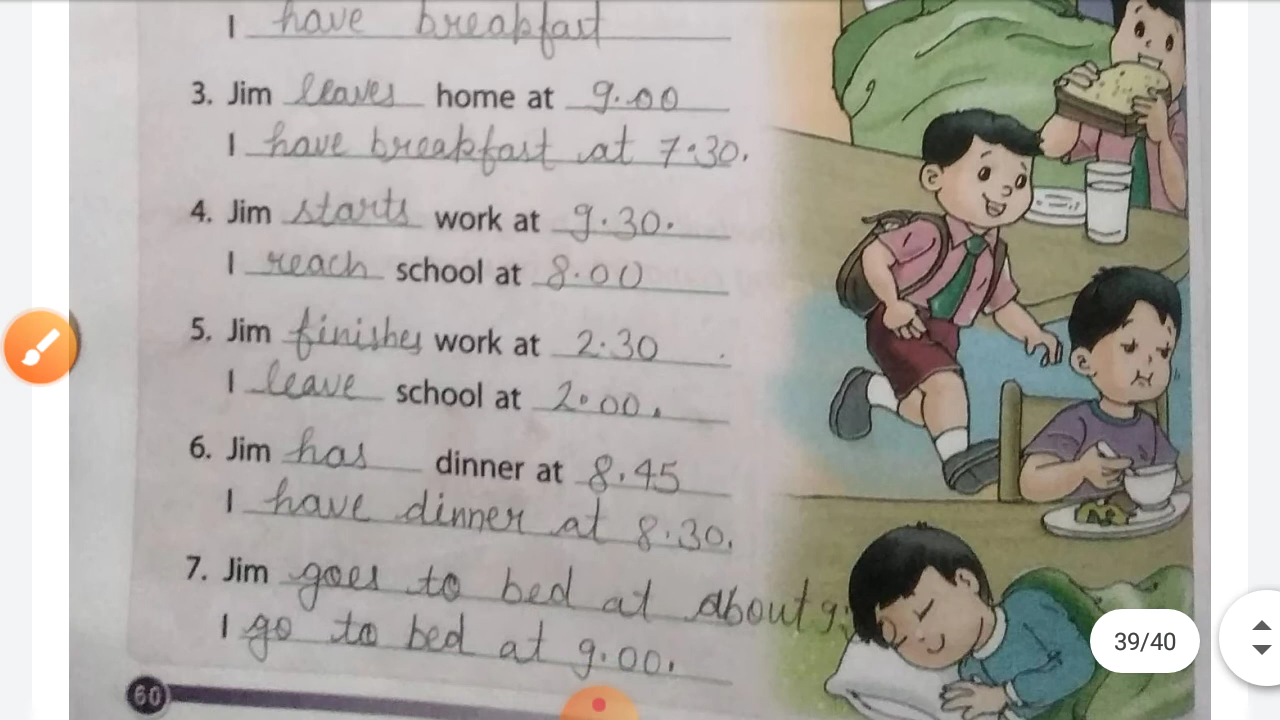 I have breakfast
3. Jim leaves home at 9.00
I have breakfast at 7.30.
4. Jim starts work at 9.30.
I reach school at 8.00
5. Jim finishes work at 2.30
I leave school at 2.00.
6. Jim has dinner at 8.45
I have dinner at 8.30.
7. Jim goes to bed at about 9:
I go to bed at 9.00.
60
39/40